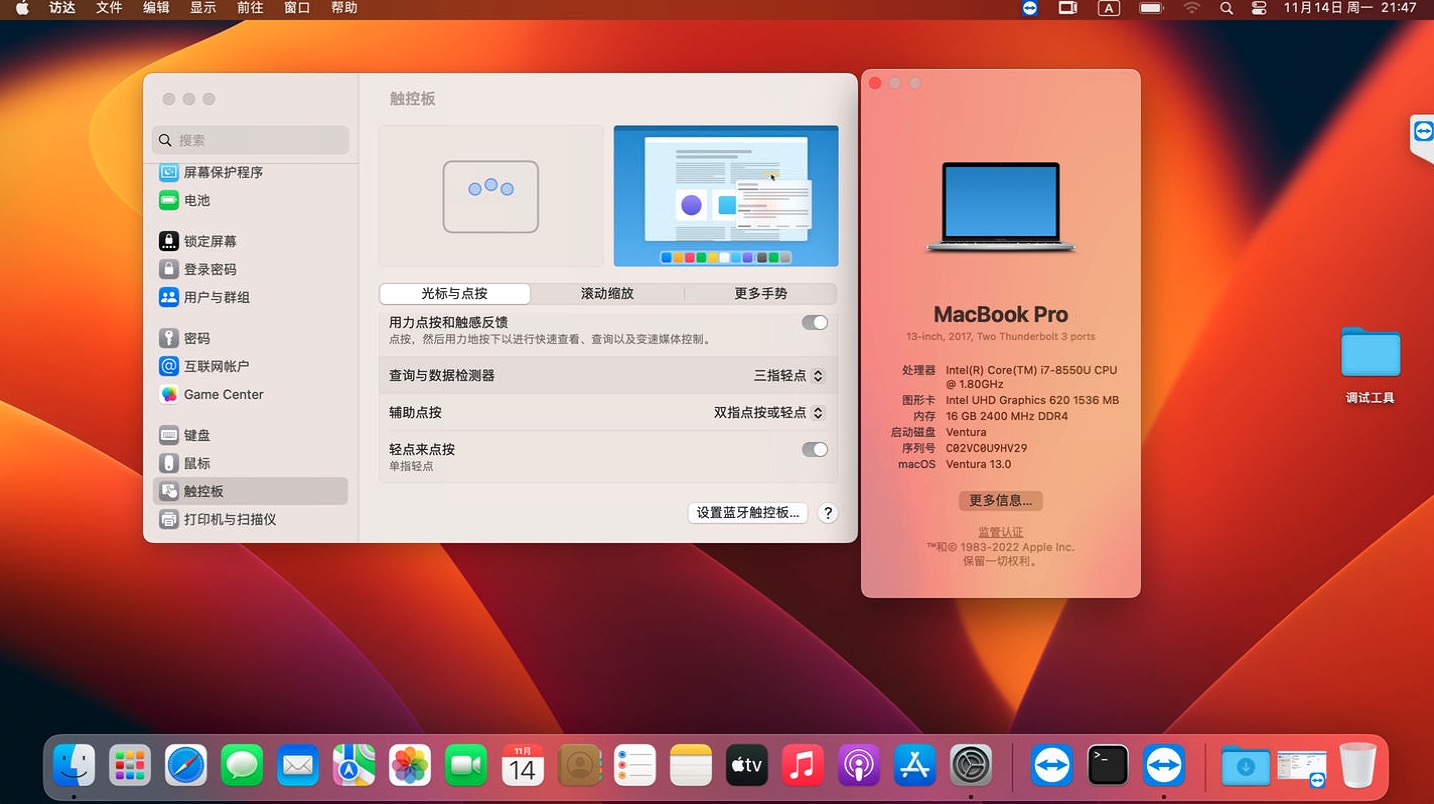 访达 文件 编辑 显示 前往 窗口 帮助
A 11月14日 周一 21:47
搜索
屏幕保护程序
电池
锁定屏幕
登录密码
用户与群组
密码
互联网帐户
Game Center
键盘
鼠标
触控板
打印机与扫描仪
触控板
光标与点按 滚动缩放 更多手势
用力点按和触感反馈
点按，然后用力地按下以进行快速查看、查询以及变速媒体控制。
查询与数据检测器 三指轻点
辅助点按 双指点按或轻点
轻点来点按
单指轻点
设置蓝牙触控板... ?
MacBook Pro
13-inch, 2017, Two Thunderbolt 3 ports
处理器 Intel(R) Core(TM) i7-8550U CPU
@ 1.80GHz
图形卡 Intel UHD Graphics 620 1536 MB
内存 16 GB 2400 MHz DDR4
启动磁盘 Ventura
序列号 C02VC0U9HV29
macOS Ventura 13.0
更多信息...
监管认证
™和© 1983-2022 Apple Inc.
保留一切权利。
调试工具
11月
14
tv
>_